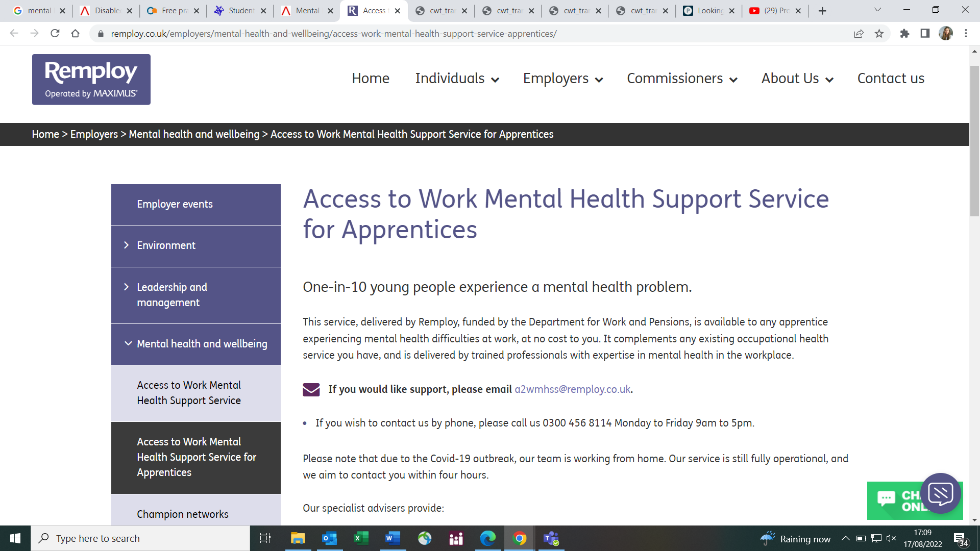 mental
Disable
Free pr
Student
Mental
Access
cwt tra
cwt tra
cwt tra
cwt tra
Looking
(29) Pr
remploy.co.uk/employers/mental-health-and-wellbeing/access-work-mental-health-support-service-apprentices/
Remploy
Operated by MAXIMUS
Home Individuals Employers Commissioners About Us Contact us
Home > Employers > Mental health and wellbeing > Access to Work Mental Health Support Service for Apprentices
Employer events
Environment
Leadership and
management
Mental health and wellbeing
Access to Work Mental
Health Support Service
Access to Work Mental
Health Support Service for
Apprentices
Champion networks
Access to Work Mental Health Support Service
for Apprentices
One-in-10 young people experience a mental health problem.
This service, delivered by Remploy, funded by the Department for Work and Pensions, is available to any apprentice
experiencing mental health difficulties at work, at no cost to you. It complements any existing occupational health
service you have, and is delivered by trained professionals with expertise in mental health in the workplace.
If you would like support, please email a2wmhss@remploy.co.uk.
• If you wish to contact us by phone, please call us 0300 456 8114 Monday to Friday 9am to 5pm.
Please note that due to the Covid-19 outbreak, our team is working from home. Our service is still fully operational, and
we aim to contact you within four hours.
Our specialist advisers provide:
CH
ONL
Type here to search
Raining now
17:09
17/08/2022
34